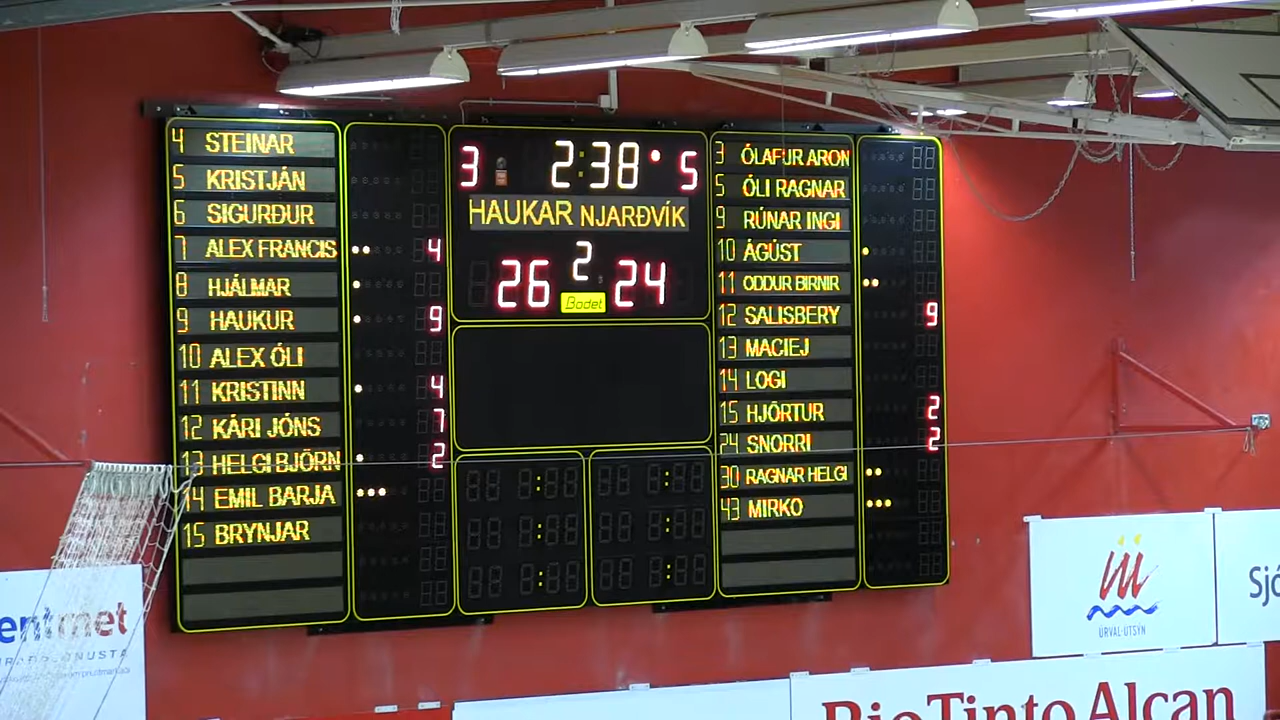 4 STEINAR
5 KRISTJÁN
6 SIGURÐUR
7 ALEX FRANCIS 4
8 HJÁLMAR
9 HAUKUR 9
10 ALEX ÓLI
11 KRISTINN 4
12 KÁRI JÓNS 7
13 HELGI BJÖRN 2
14 EMIL BARJA
15 BRYNJAR
3 2:38 5
HAUKAR NJARÐVÍK
2
26 24
Bodet
3 ÓLAFUR ARON
5 ÓLI RAGNAR
9 RÚNAR INGI
10 ÁGÚST
11 ODDUR BIRNIR
12 SALISBERY 9
13 MACIEJ
14 LOGI
15 HJÖRTUR 2
24 SNORRI 2
30 RAGNAR HELGI
43 MIRKO
entmet
ÚRVAL-ÚTSÝN
Sjó
RioTintoAlcan